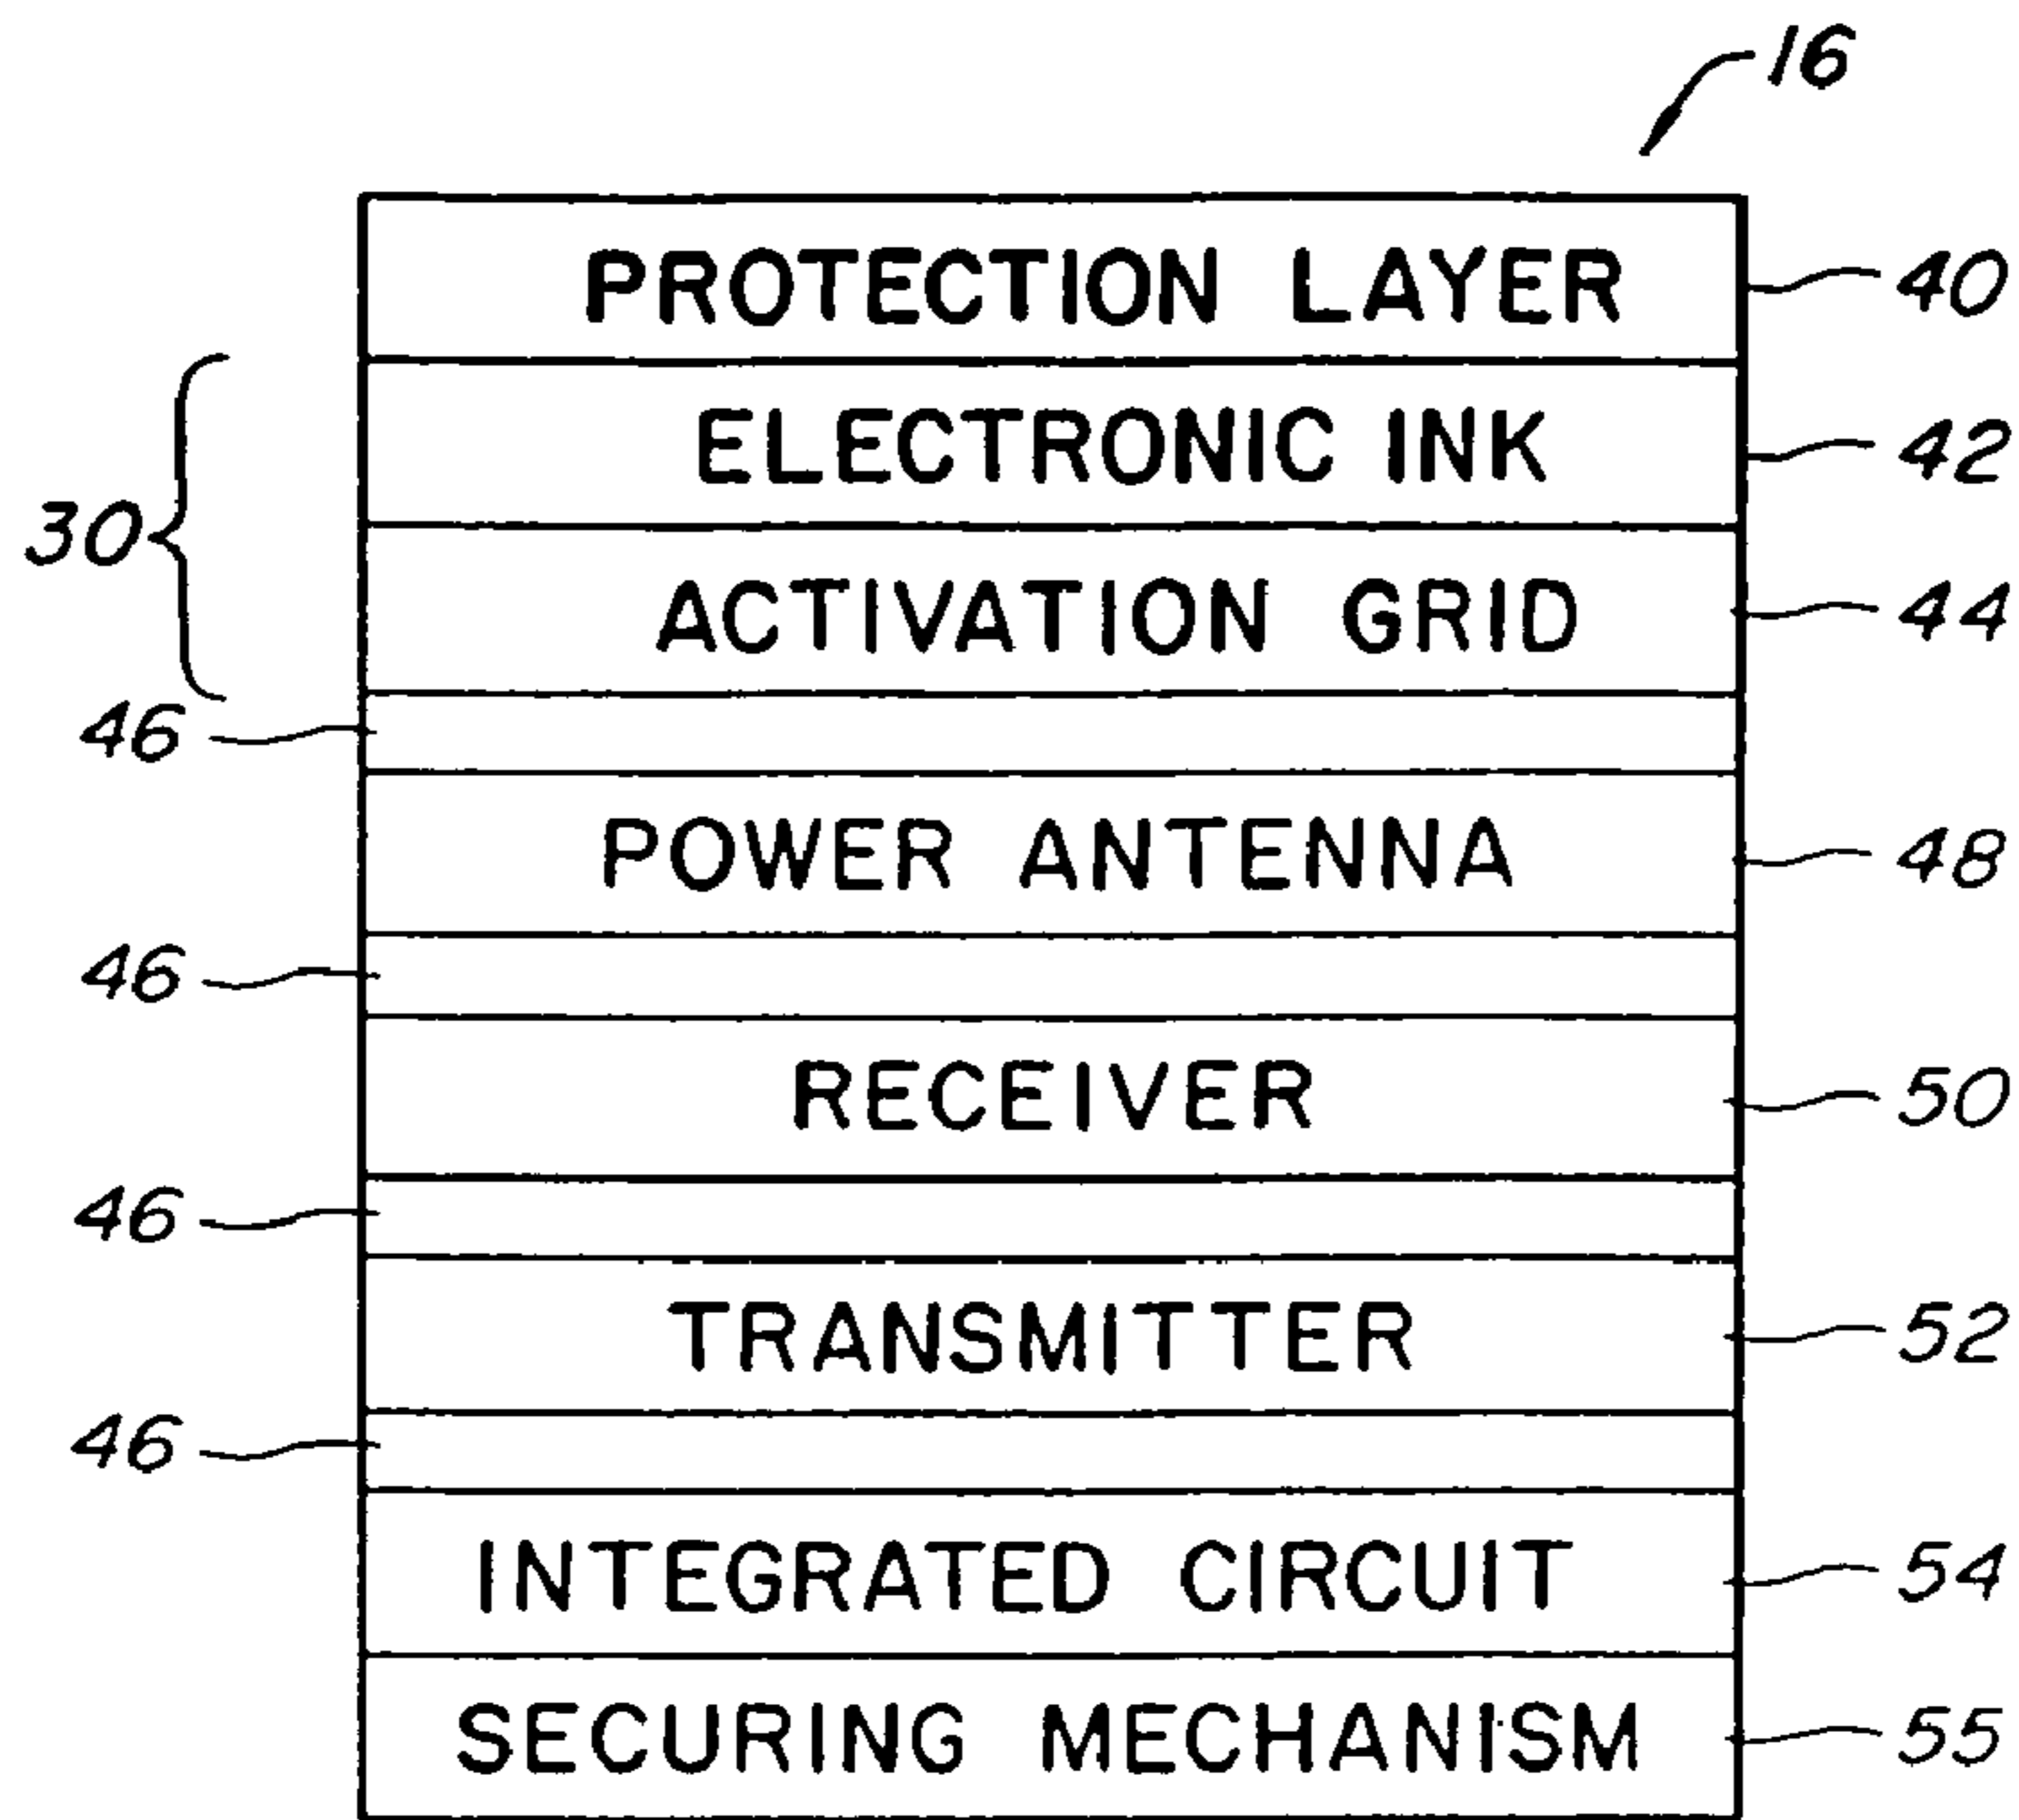 16
PROTECTION LAYER 40
ELECTRONIC INK 42
30
ACTIVATION GRID 44
46
POWER ANTENNA 48
46
RECEIVER 50
46
TRANSMITTER 52
46
INTEGRATED CIRCUIT 54
SECURING MECHANISM 55